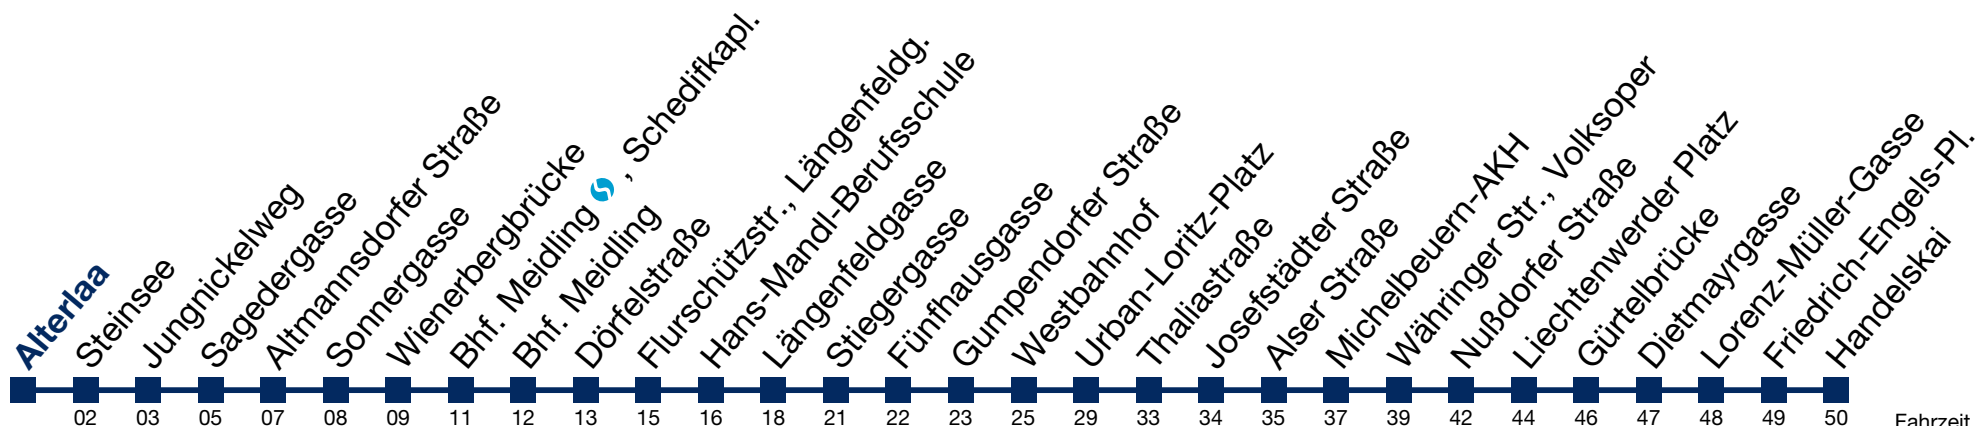 Alterlaa
Steinsee
Jungnickelweg
Sagedergasse
Altmannsdorfer Straße
Sonnergasse
Wienerbergbrücke
Bhf. Meidling , Schedifkapl.
Bhf. Meidling
Dörfelstraße
Flurschützstr., Längenfeldg.
Hans-Mandl-Berufsschule
Längenfeldgasse
Stiegergasse
Fünfhausgasse
Gumpendorfer Straße
Westbahnhof
Urban-Loritz-Platz
Thaliastraße
Josefstädter Straße
Alser Straße
Michelbeuern-AKH
Währinger Str., Volksoper
Nußdorfer Straße
Liechtenwerder Platz
Gürtelbrücke
Dietmayrgasse
Lorenz-Müller-Gasse
Friedrich-Engels-Pl.
Handelskai
02 03 05 07 08 09 11 12 13 15 16 18 21 22 23 25 29 33 34 35 37 39 42 44 46 47 48 49 50 Fahrzeit